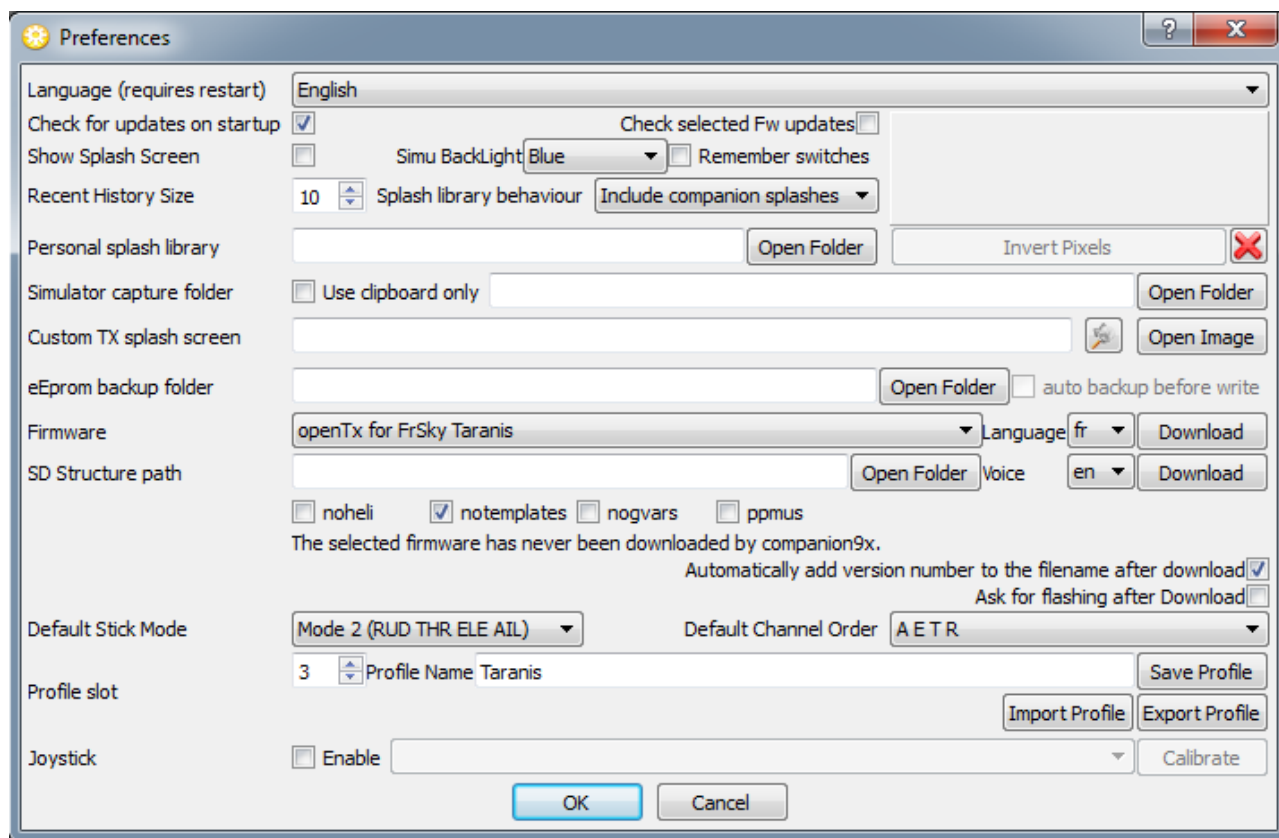 Preferences
Language (requires restart) English
Check for updates on startup Check selected Fw updates
Show Splash Screen Simu BackLight Blue Remember switches
Recent History Size 10 Splash library behaviour Include companion splashes
Personal splash library Open Folder Invert Pixels
Simulator capture folder Use clipboard only Open Folder
Custom TX splash screen Open Image
eEprom backup folder Open Folder auto backup before write
Firmware openTx for FrSky Taranis Language fr Download
SD Structure path Open Folder Voice en Download
noheli notemplates nogvars ppmus
The selected firmware has never been downloaded by companion9x.
Automatically add version number to the filename after download
Ask for flashing after Download
Default Stick Mode Mode 2 (RUD THR ELE AIL) Default Channel Order A E T R
Profile slot 3 Profile Name Taranis Save Profile
Import Profile Export Profile
Joystick Enable Calibrate
OK Cancel